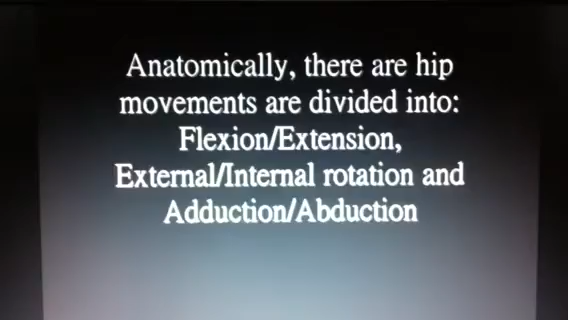 Anatomically, there are hip
movements are divided into:
Flexion/Extension,
External/Internal rotation and
Adduction/Abduction